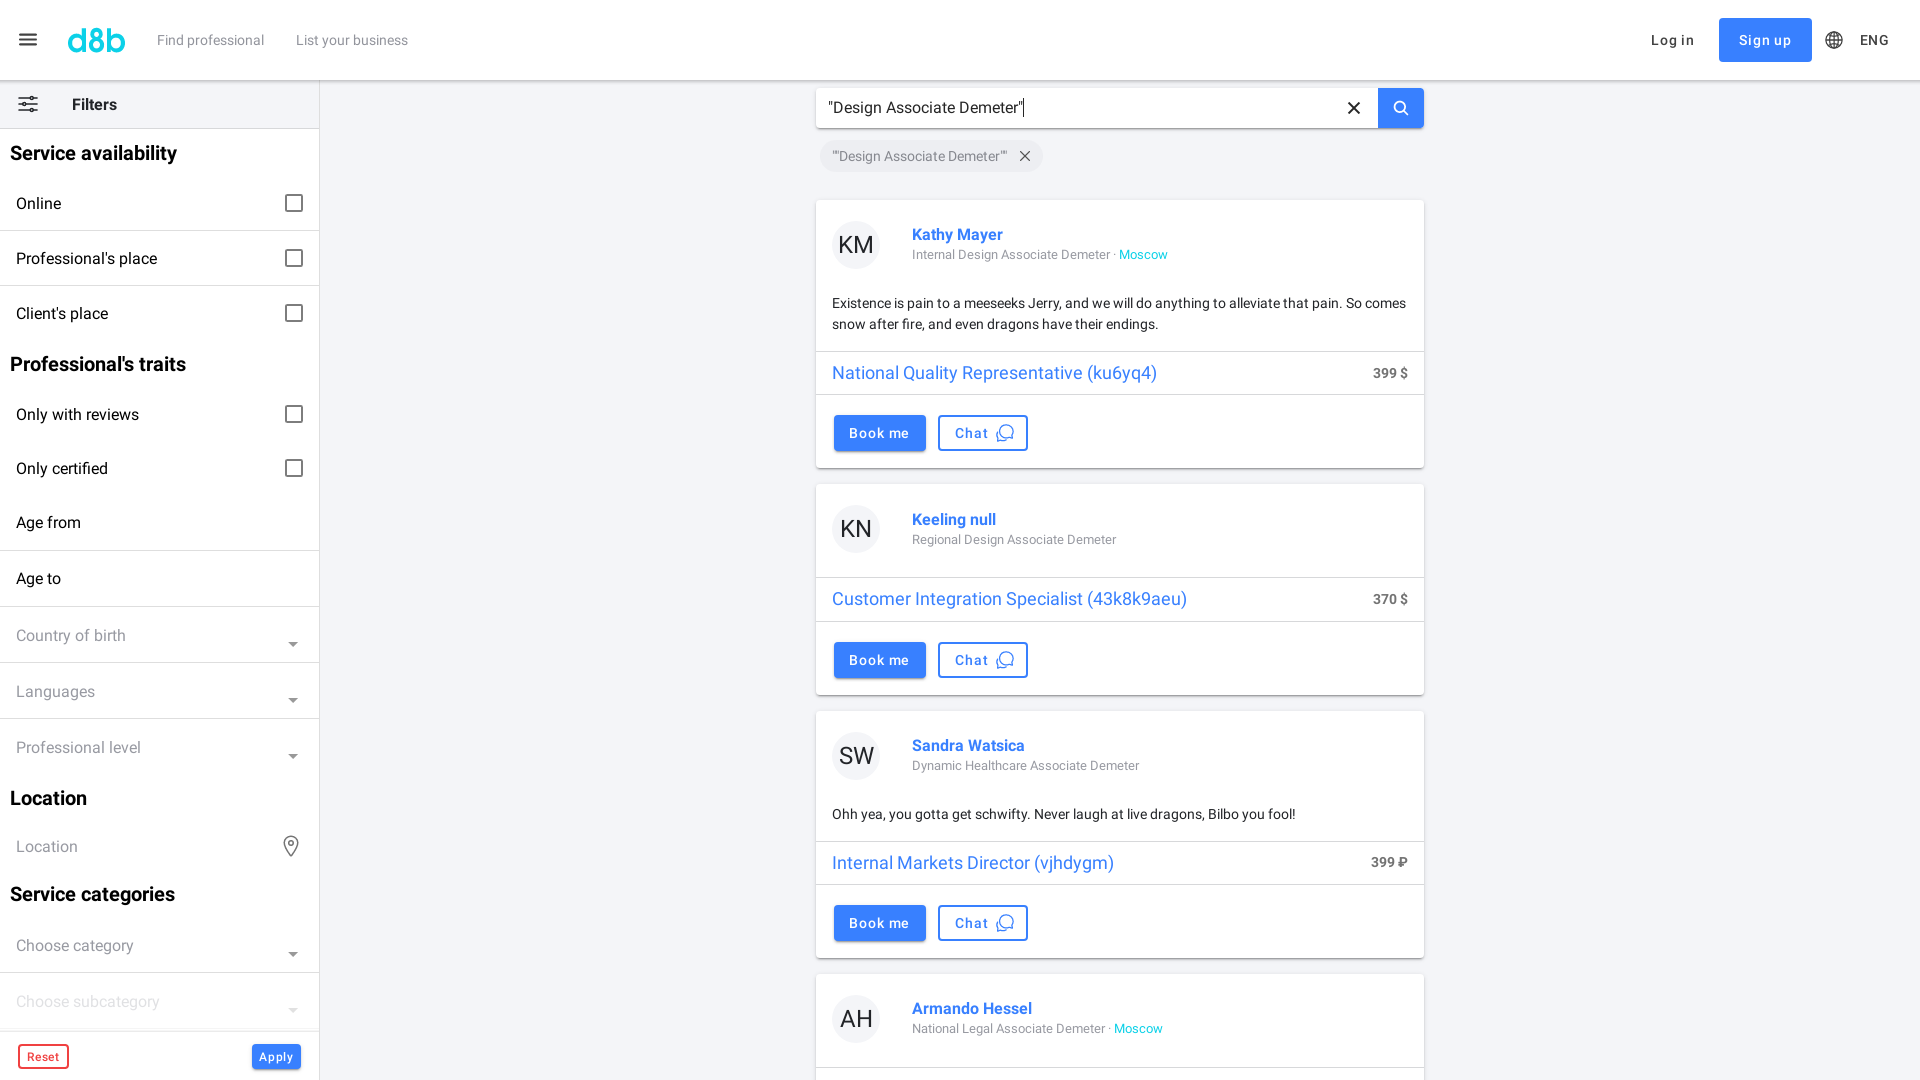 d8b
Find professional
List your business
Log in
Sign up
ENG
Filters
Service availability
Online
Professional's place
Client's place
Professional's traits
Only with reviews
Only certified
Age from
Age to
Country of birth
Languages
Professional level
Location
Location
Service categories
Choose category
Choose subcategory
Reset
Apply
"Design Associate Demeter"
""Design Associate Demeter""
KM
Kathy Mayer
Internal Design Associate Demeter · Moscow
Existence is pain to a meeseeks Jerry, and we will do anything to alleviate that pain. So comes
snow after fire, and even dragons have their endings.
National Quality Representative (ku6yq4)
399 $
Book me
Chat
KN
Keeling null
Regional Design Associate Demeter
Customer Integration Specialist (43k8k9aeu)
370 $
Book me
Chat
SW
Sandra Watsica
Dynamic Healthcare Associate Demeter
Ohh yea, you gotta get schwifty. Never laugh at live dragons, Bilbo you fool!
Internal Markets Director (vjhdygm)
399 ₽
Book me
Chat
AH
Armando Hessel
National Legal Associate Demeter · Moscow